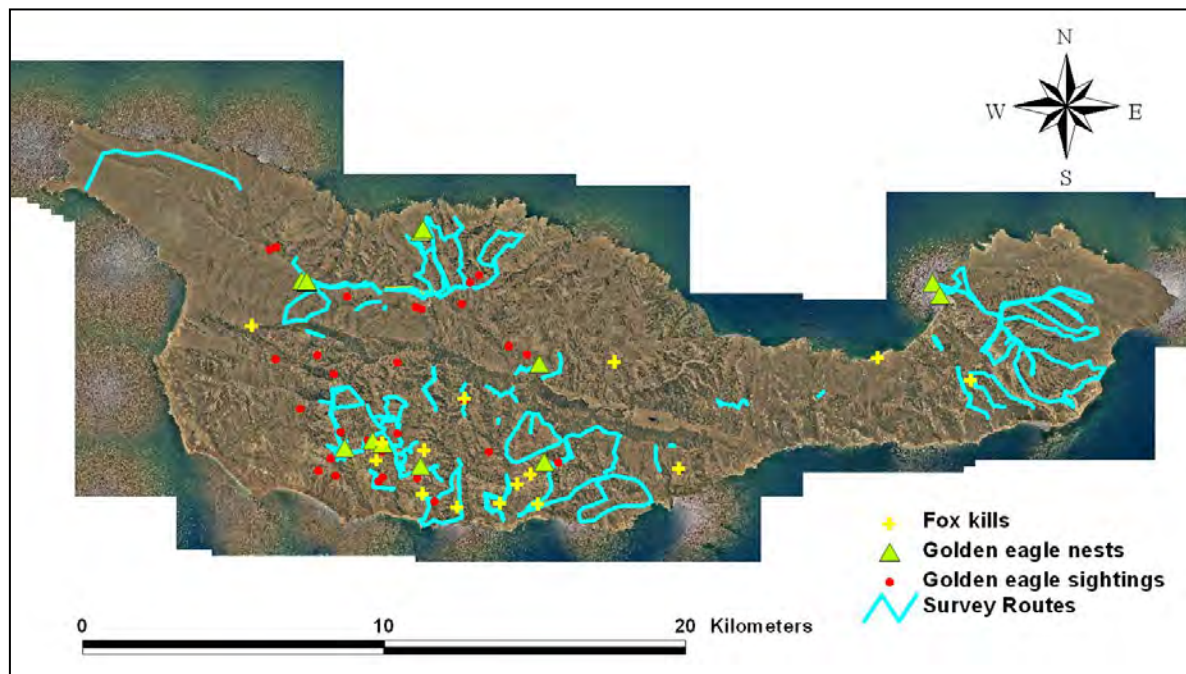 N
W E
S
Fox kills
Golden eagle nests
Golden eagle sightings
Survey Routes
0 10 20 Kilometers